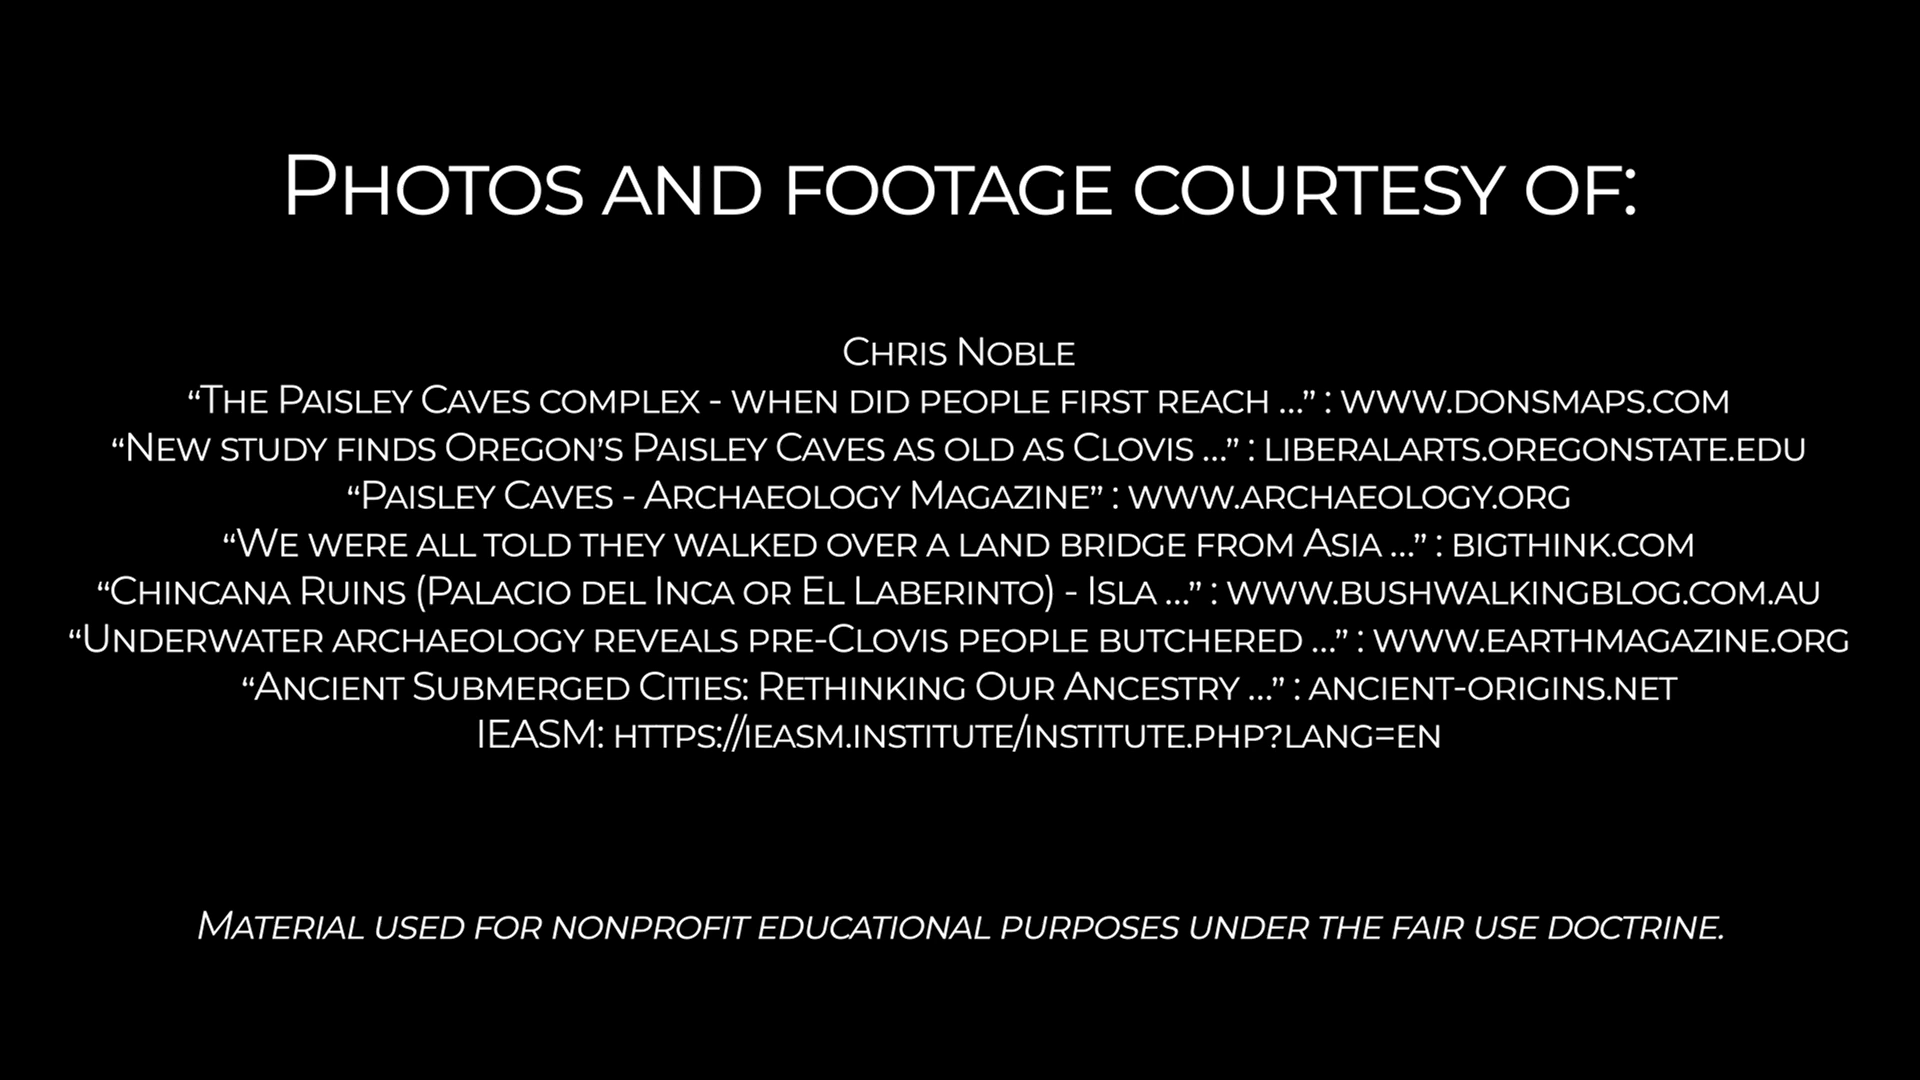 Photos and footage courtesy of:
Chris Noble
“The Paisley Caves complex - when did people first reach ...” : www.donsmaps.com
“New study finds Oregon’s Paisley Caves as old as Clovis ...” : liberalarts.oregonstate.edu
“Paisley Caves - Archaeology Magazine” : www.archaeology.org
“We were all told they walked over a land bridge from Asia ...” : bigthink.com
“Chincana Ruins (Palacio del Inca or El Laberinto) - Isla ...” : www.bushwalkingblog.com.au
“Underwater archaeology reveals pre-Clovis people butchered ...” : www.earthmagazine.org
“Ancient Submerged Cities: Rethinking Our Ancestry ...” : ancient-origins.net
IEASM: https://ieasm.institute/institute.php?lang=en
Material used for nonprofit educational purposes under the fair use doctrine.